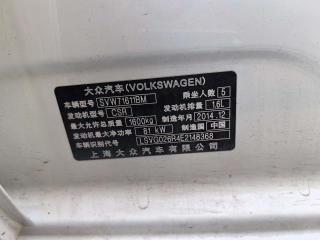 大众汽车(VOLKSWAGEN)
车辆型号 SVW71611BM 乘坐人数 5
发动机型号 CSR 发动机排量 1.6L
最大允许总质量 1600kg 制造年月 2014.12
发动机最大净功率 81 kW 制造国 中国
车辆识别代号 LSVG026R4E2148368
上海大众汽车有限公司